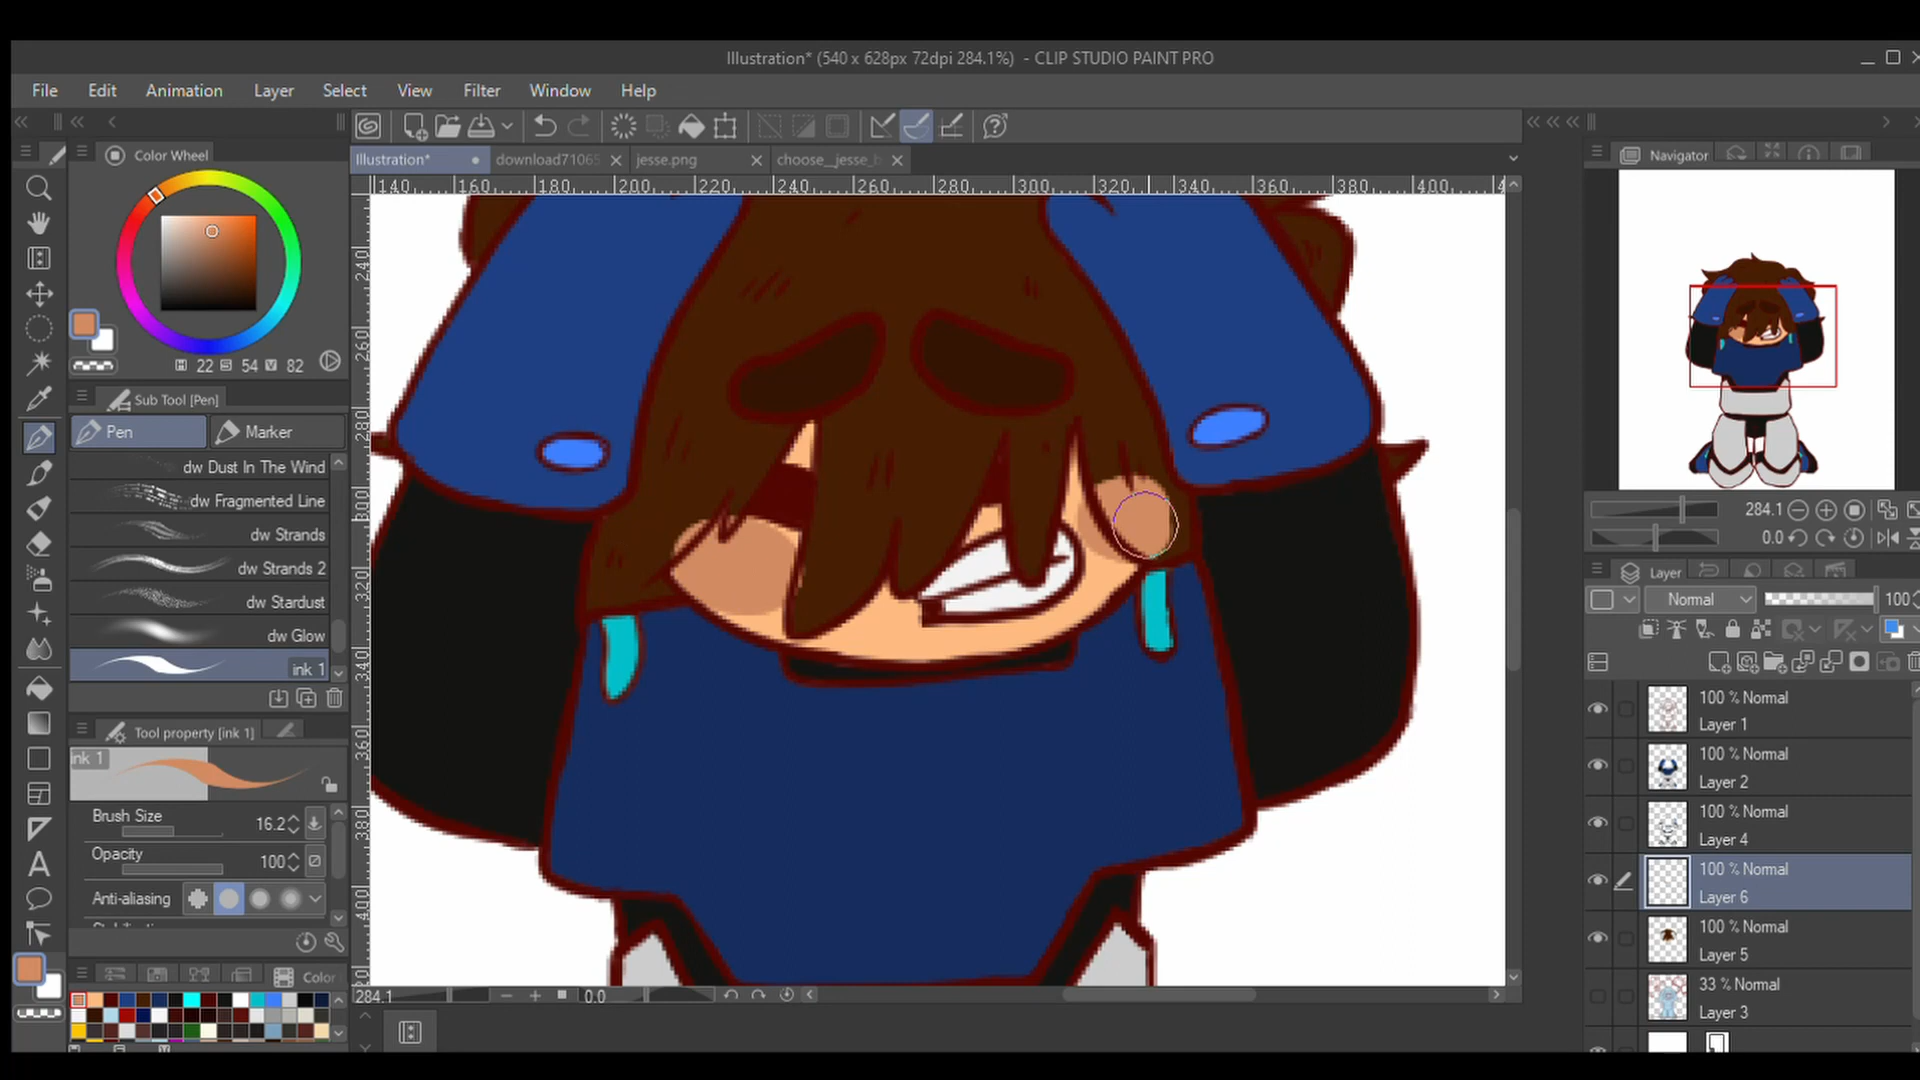 Illustration* (540 x 628px 72dpi 284.1%) - CLIP STUDIO PAINT PRO
File Edit Animation Layer Select View Filter Window Help
Color Wheel
Illustration* download7106 jesse.png choose__jesse_b
Navigator
140 160 180 200 220 240 260 280 300 320 340 360 380 400
240
260
280
300
320
340
360
380
400
H 22 S 54 V 82
Sub Tool [Pen]
Pen Marker
dw Dust In The Wind
dw Fragmented Line
dw Strands
dw Strands 2
dw Stardust
dw Glow
ink 1
Tool property [ink 1]
ink 1
Brush Size 16.2
Opacity 100
Anti-aliasing
Color
284.1 0.0
284.1
0.0
Layer
Normal 100
100 % Normal
Layer 1
100 % Normal
Layer 2
100 % Normal
Layer 4
100 % Normal
Layer 6
100 % Normal
Layer 5
33 % Normal
Layer 3